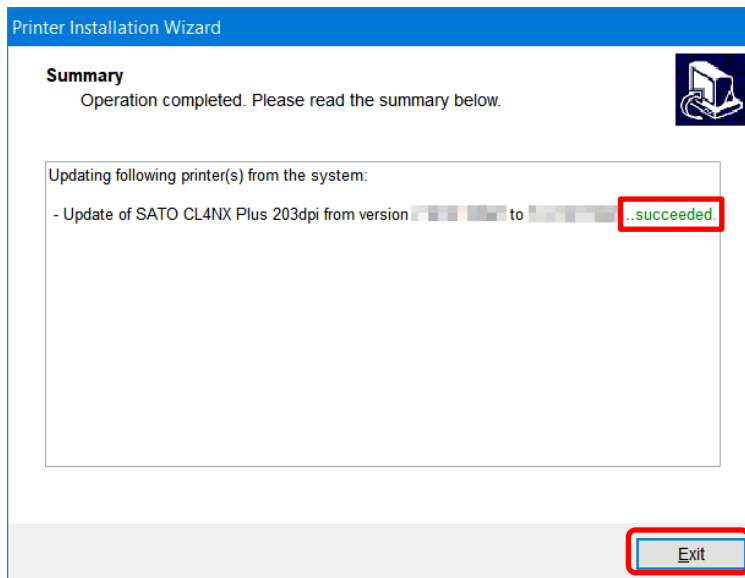 Printer Installation Wizard
Summary
Operation completed. Please read the summary below.
Updating following printer(s) from the system:
- Update of SATO CL4NX Plus 203dpi from version to ...succeeded.
Exit